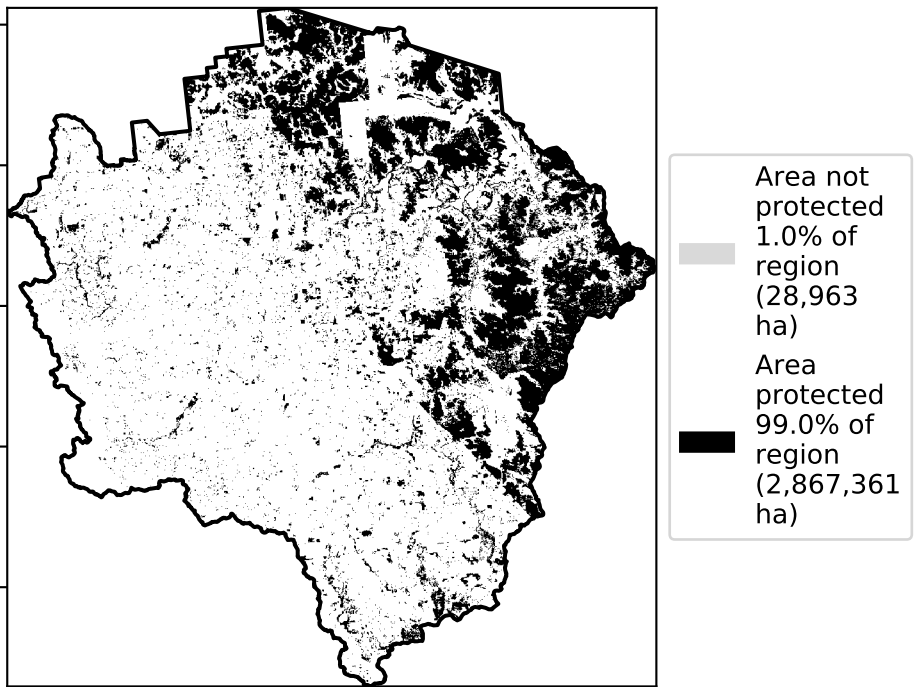 Area not
protected
1.0% of
region
(28,963
ha)
Area
protected
99.0% of
region
(2,867,361
ha)